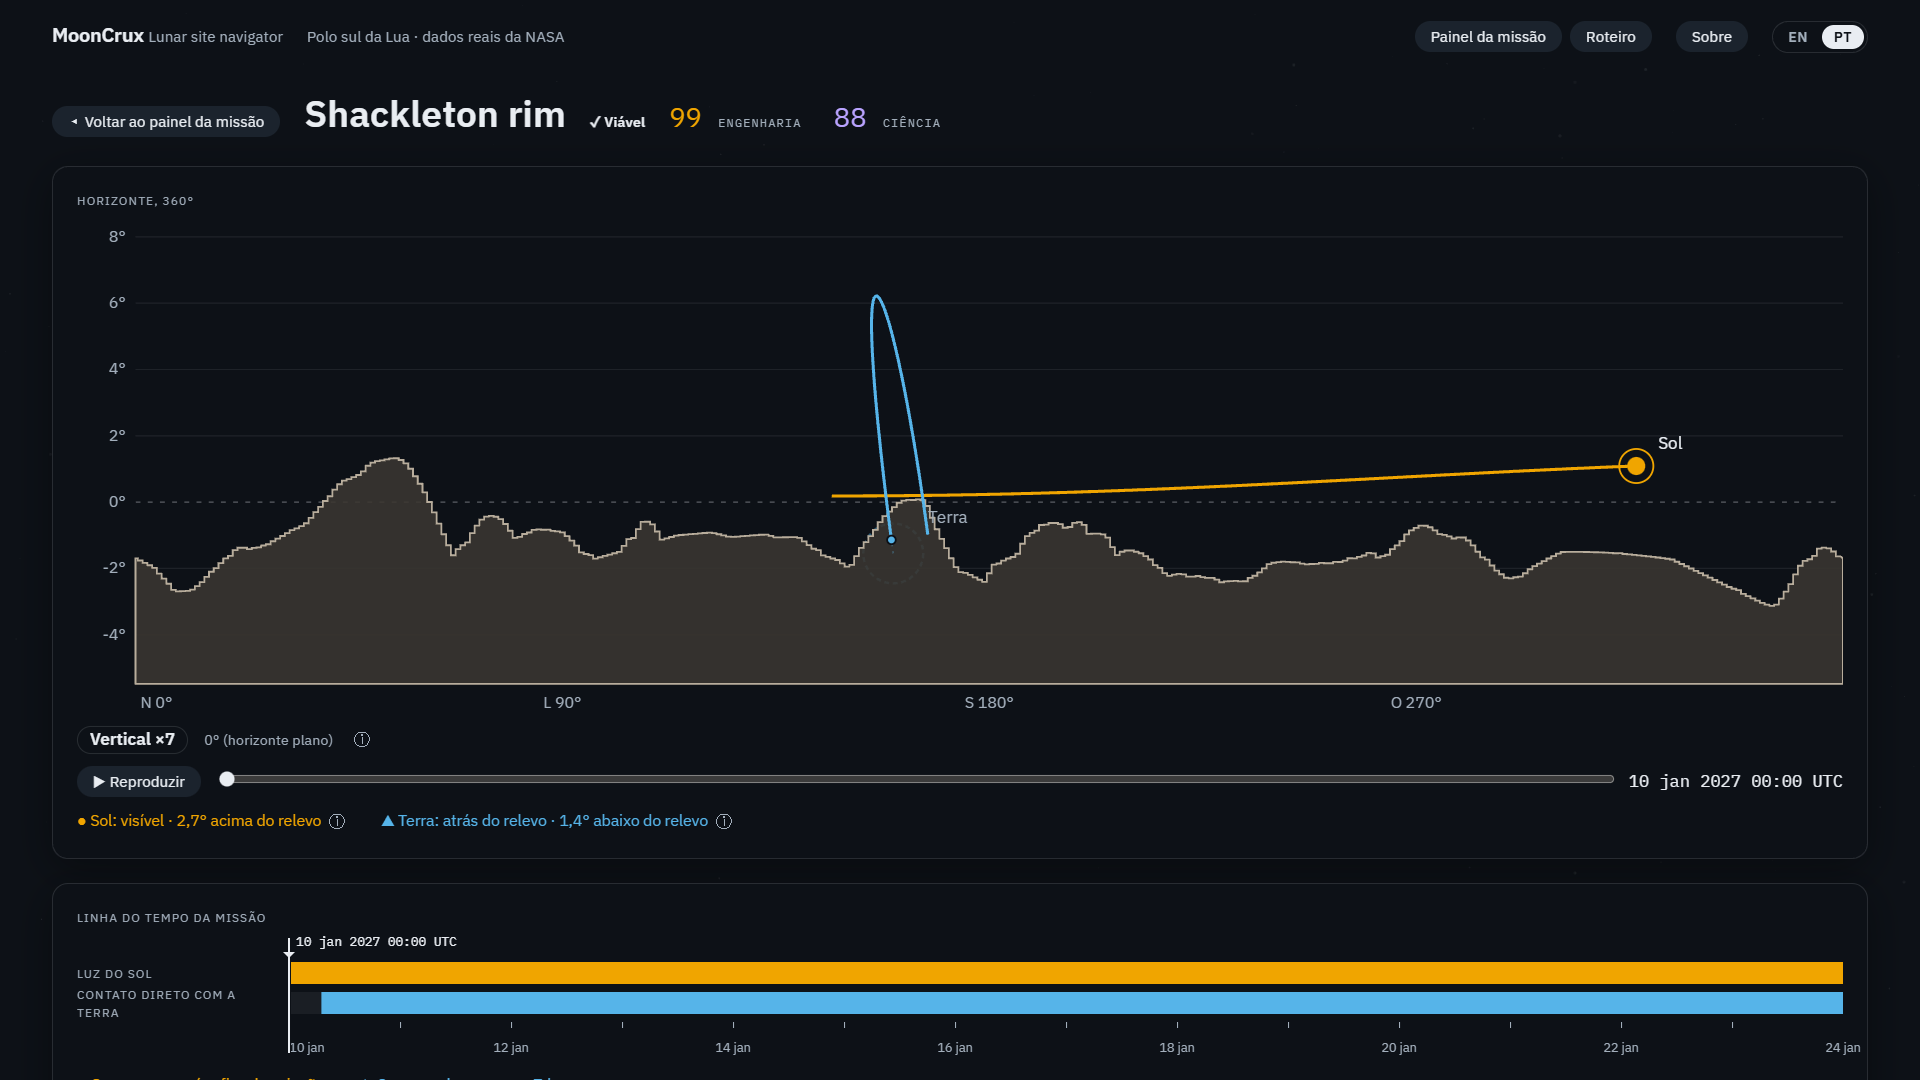 MoonCrux Lunar site navigator Polo sul da Lua · dados reais da NASA Painel da missão Roteiro Sobre EN PT
◂ Voltar ao painel da missão Shackleton rim ✓ Viável 99 ENGENHARIA 88 CIÊNCIA
HORIZONTE, 360°
8°
6°
4°
2°
Sol
0°
Terra
-2°
-4°
N 0° L 90° S 180° O 270°
Vertical ×7 0° (horizonte plano) ⓘ
▶ Reproduzir 10 jan 2027 00:00 UTC
● Sol: visível · 2,7° acima do relevo ⓘ ▲ Terra: atrás do relevo · 1,4° abaixo do relevo ⓘ
LINHA DO TEMPO DA MISSÃO
10 jan 2027 00:00 UTC
LUZ DO SOL
CONTATO DIRETO COM A
TERRA
10 jan 12 jan 14 jan 16 jan 18 jan 20 jan 22 jan 24 jan